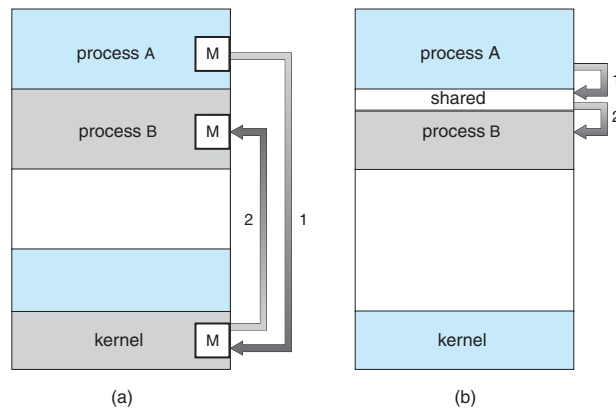 process A
M
process B
M
2
1
kernel
M
(a)
process A
1
shared
2
process B
kernel
(b)